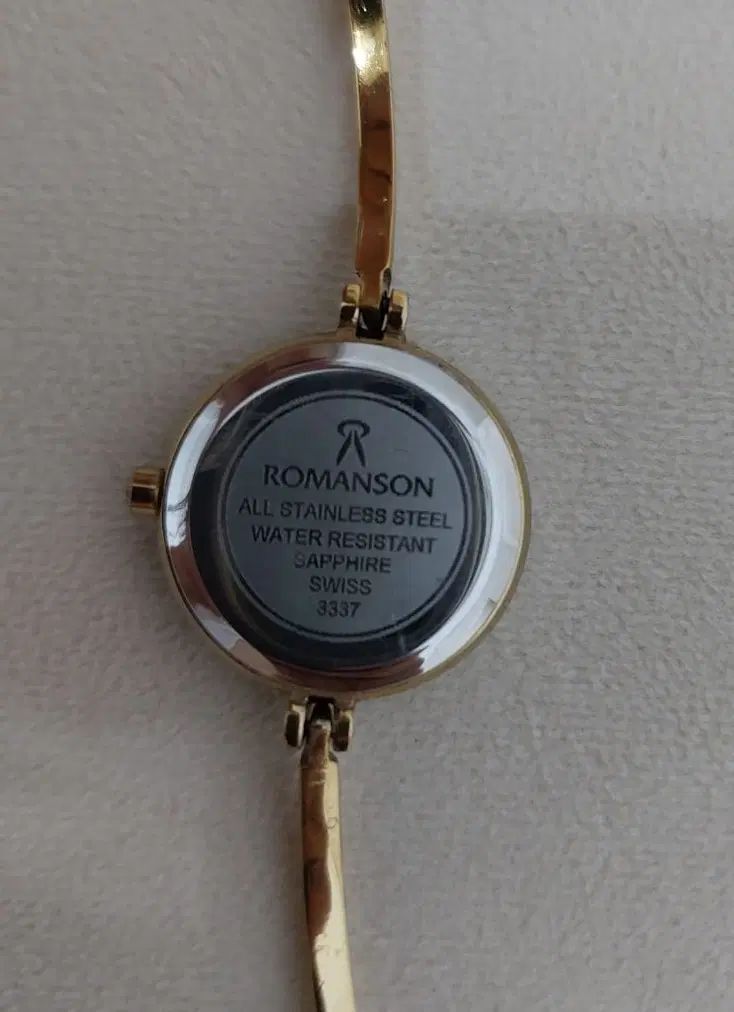 ROMANSON
ALL STAINLESS STEEL
WATER RESISTANT
SAPPHIRE
SWISS
3337